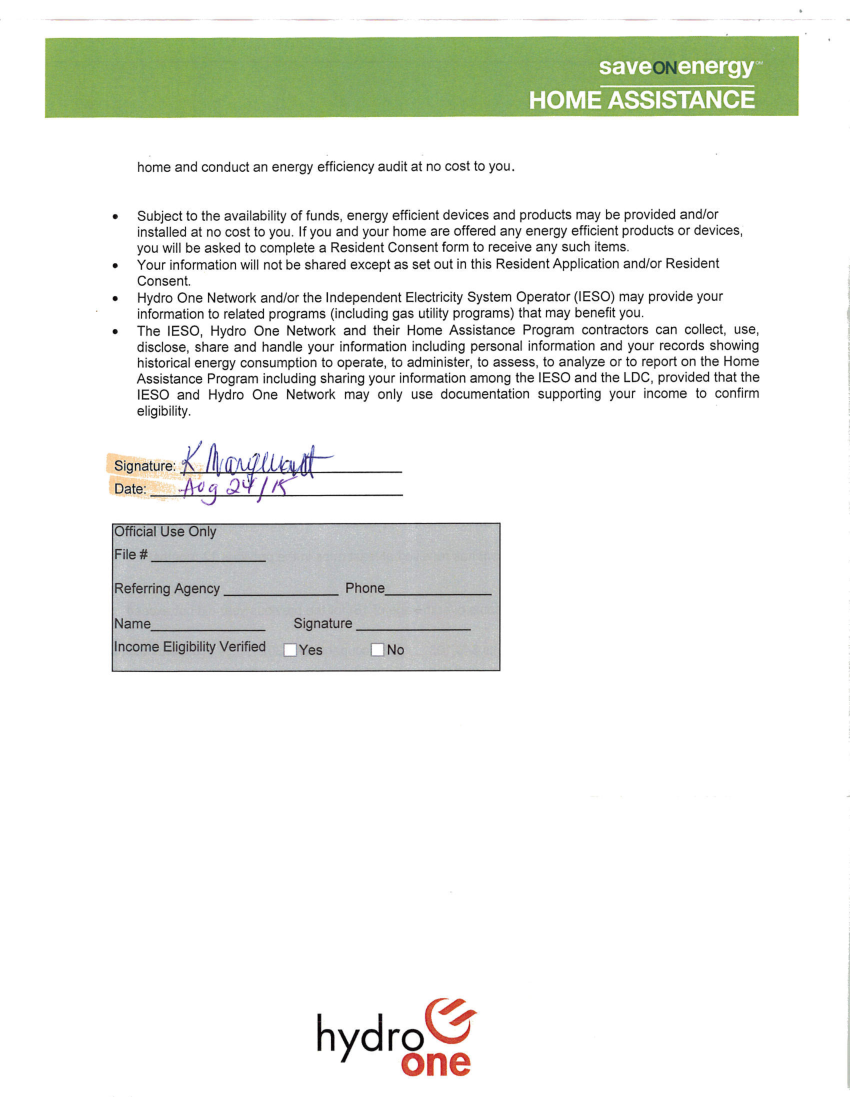 saveONenergy™
HOME ASSISTANCE
home and conduct an energy efficiency audit at no cost to you.
• Subject to the availability of funds, energy efficient devices and products may be provided and/or
installed at no cost to you. If you and your home are offered any energy efficient products or devices,
you will be asked to complete a Resident Consent form to receive any such items.
• Your information will not be shared except as set out in this Resident Application and/or Resident
Consent.
• Hydro One Network and/or the Independent Electricity System Operator (IESO) may provide your
information to related programs (including gas utility programs) that may benefit you.
• The IESO, Hydro One Network and their Home Assistance Program contractors can collect, use,
disclose, share and handle your information including personal information and your records showing
historical energy consumption to operate, to administer, to assess, to analyze or to report on the Home
Assistance Program including sharing your information among the IESO and the LDC, provided that the
IESO and Hydro One Network may only use documentation supporting your income to confirm
eligibility.
Signature: K
Date: Aug 24/15
Official Use Only
File #
Referring Agency Phone
Name Signature
Income Eligibility Verified Yes No
hydro
one